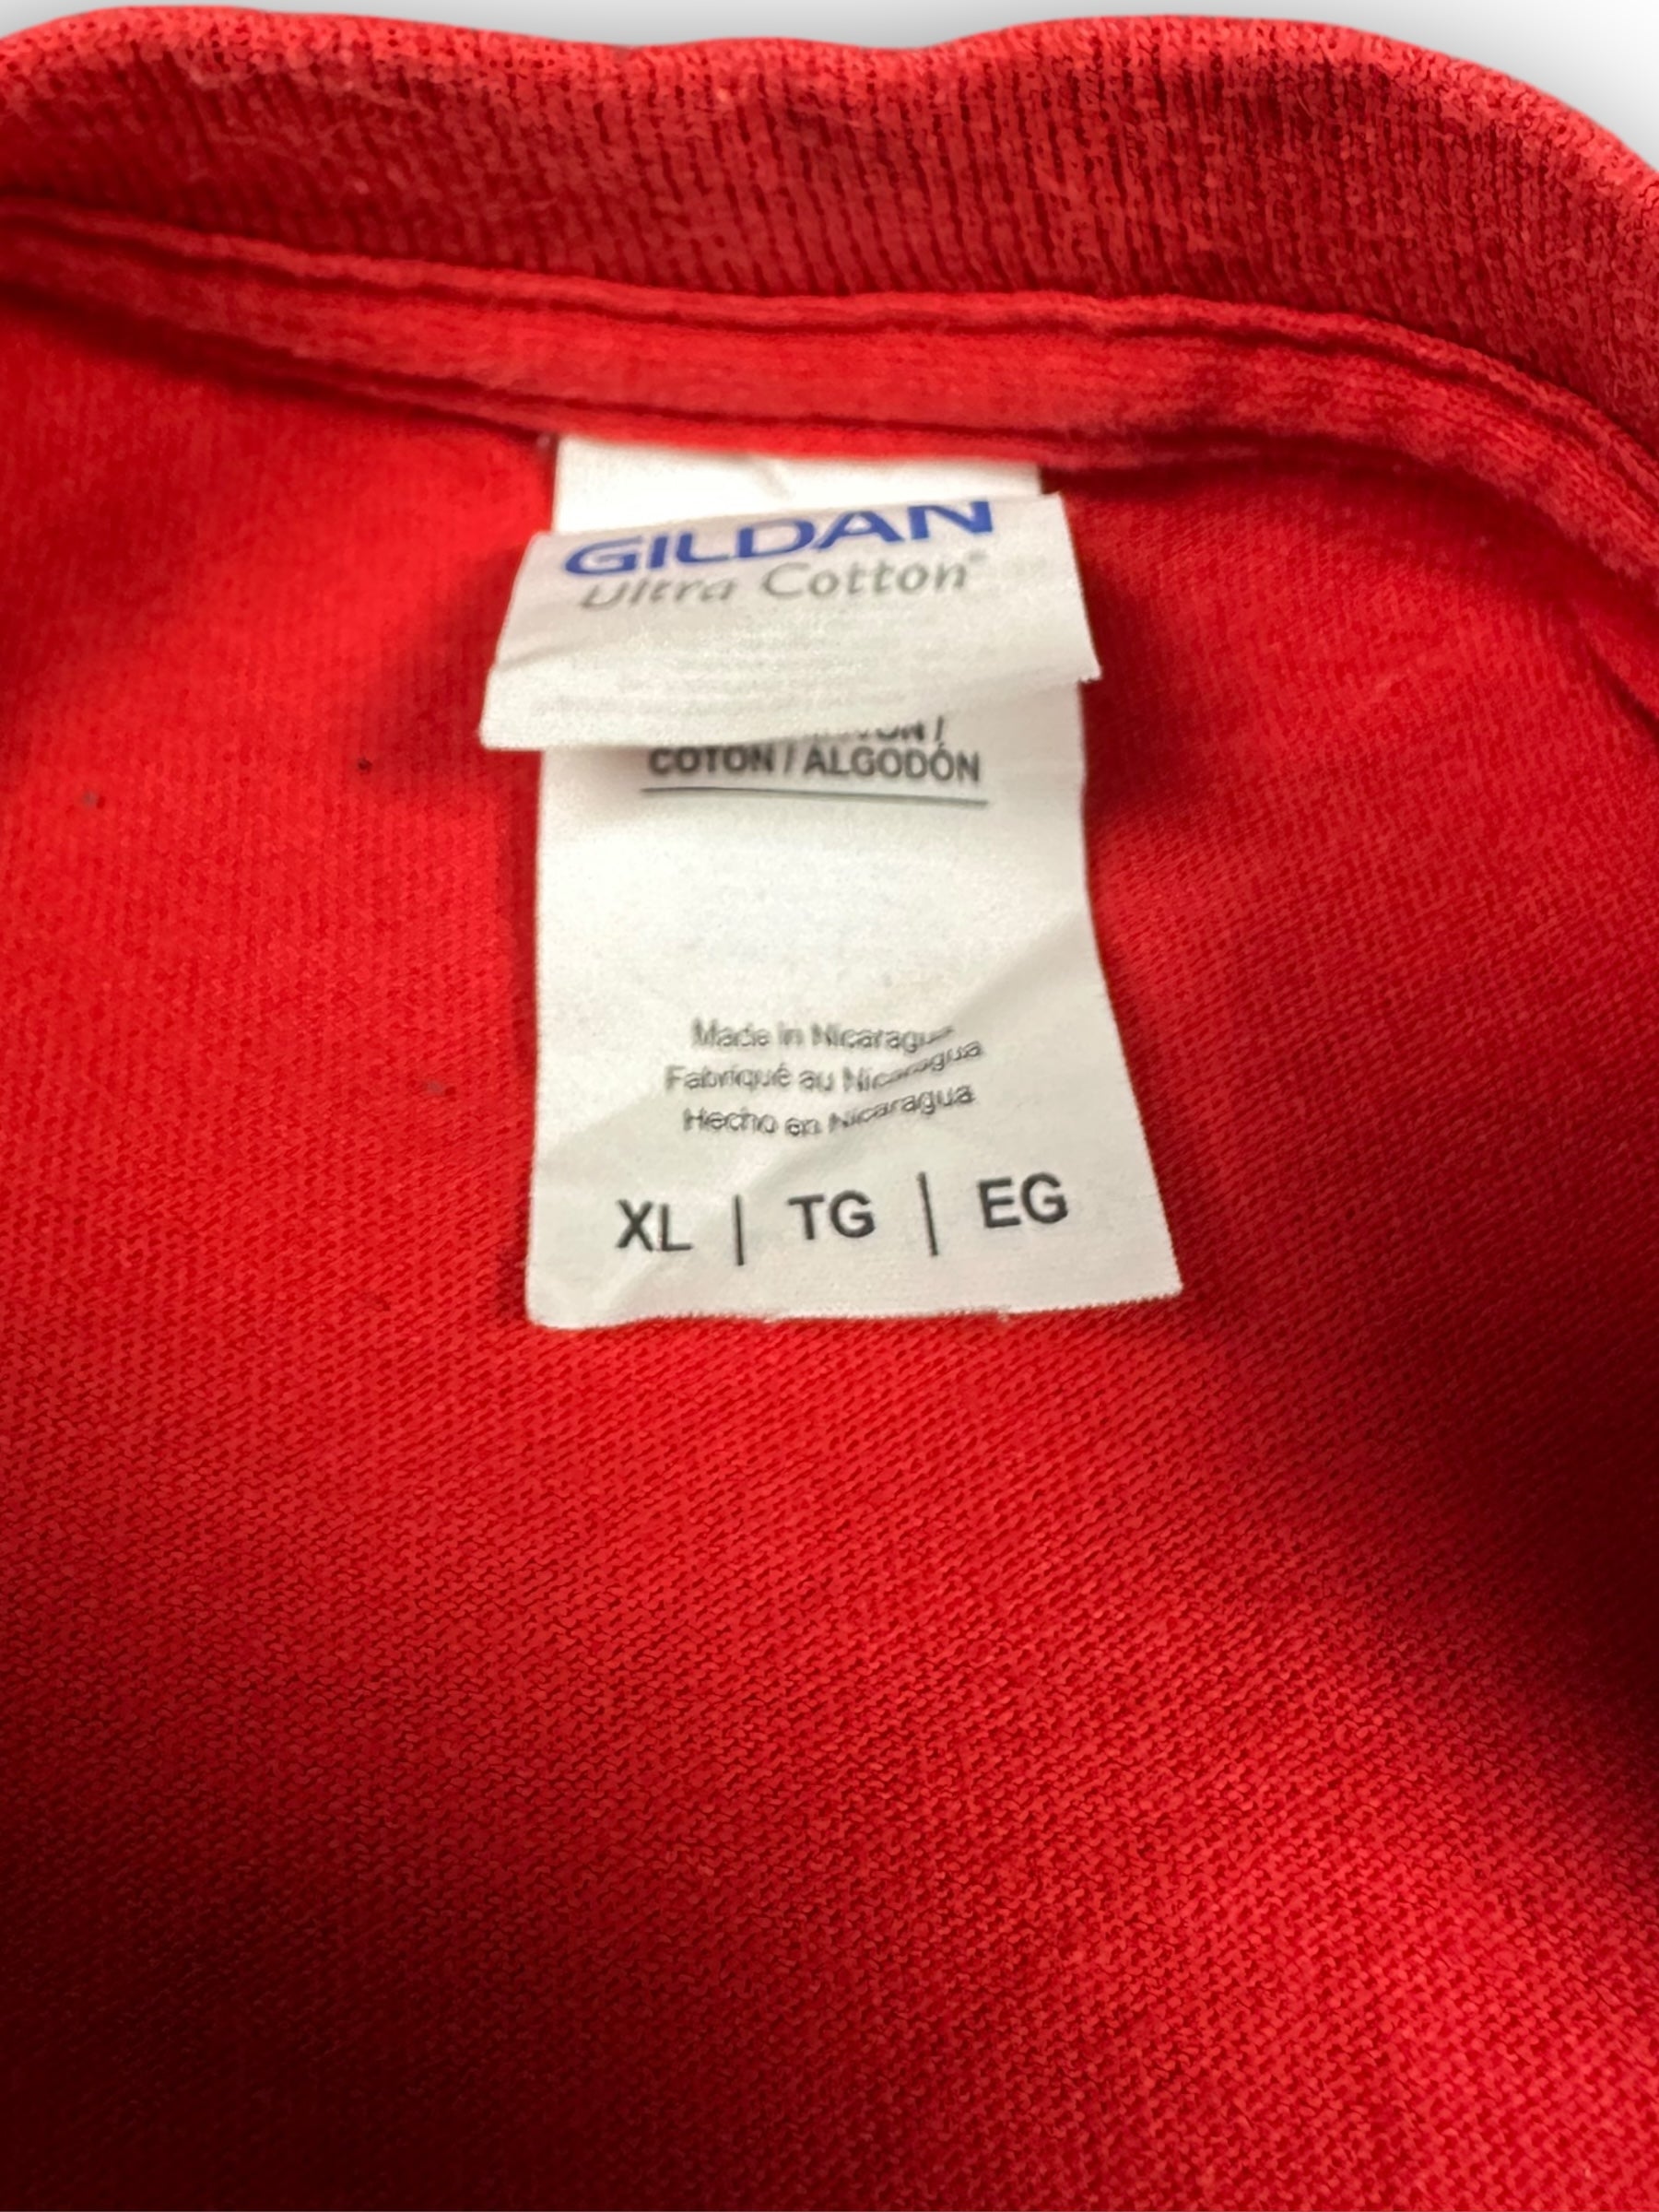 GILDAN
Ultra Cotton®
COTON / ALGODÓN
Made in Nicaragua
Fabriqué au Nicaragua
Hecho en Nicaragua
XL | TG | EG